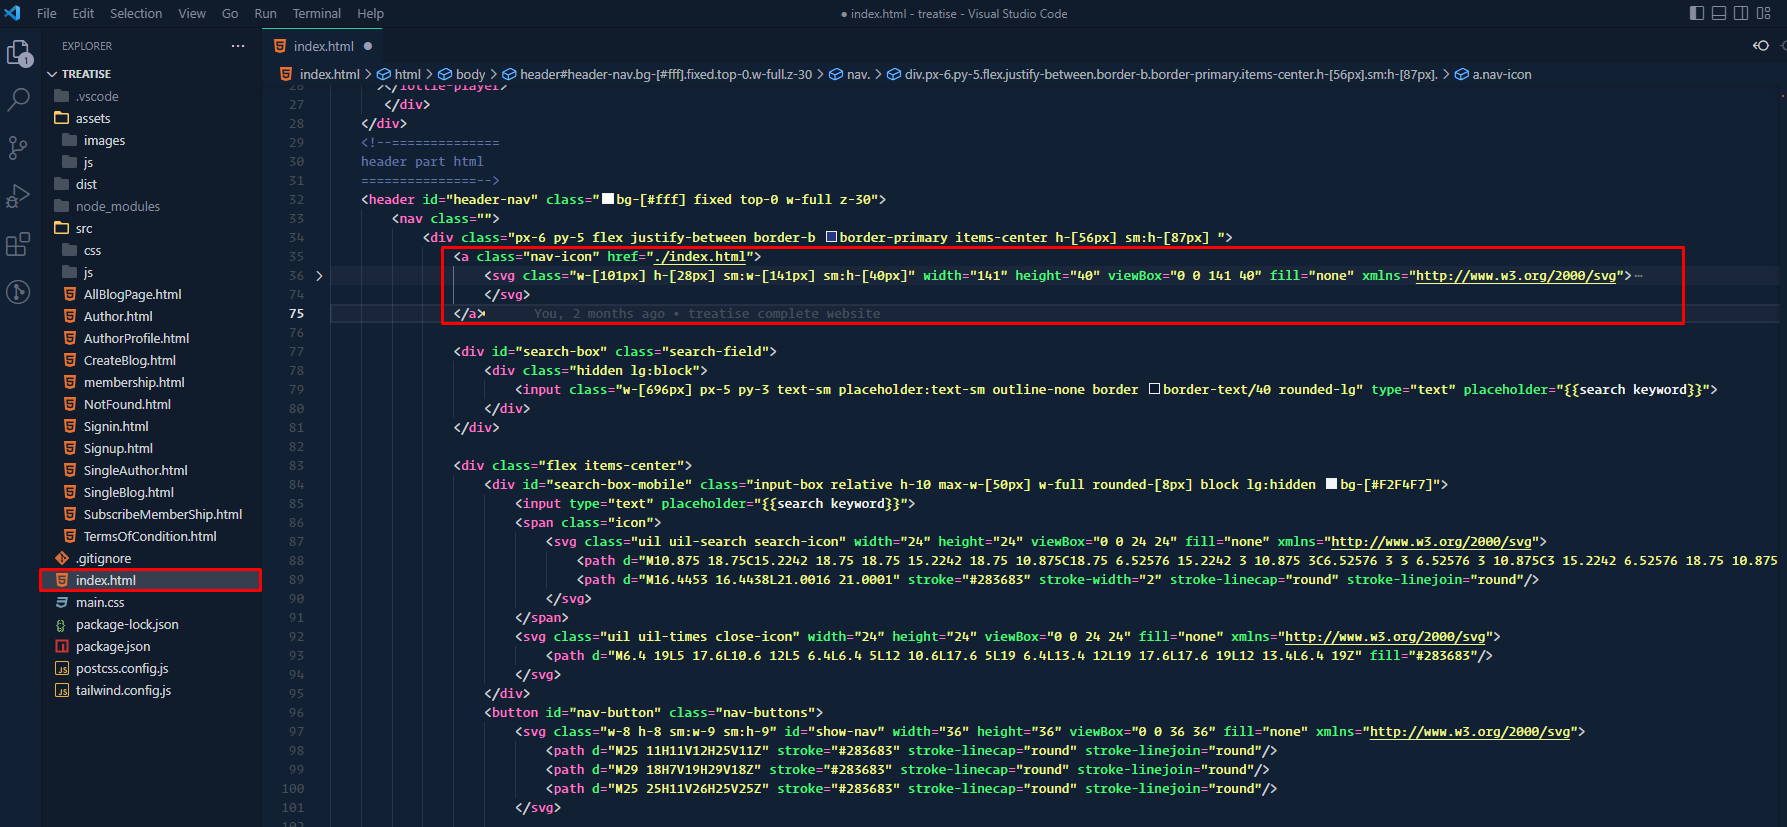 File Edit Selection View Go Run Terminal Help
● index.html - treatise - Visual Studio Code
EXPLORER
···
TREATISE
.vscode
assets
images
js
dist
node_modules
src
css
js
AllBlogPage.html
Author.html
AuthorProfile.html
CreateBlog.html
membership.html
NotFound.html
Signin.html
Signup.html
SingleAuthor.html
SingleBlog.html
SubscribeMemberShip.html
TermsOfCondition.html
.gitignore
index.html
main.css
package-lock.json
package.json
postcss.config.js
tailwind.config.js
1
index.html ●
index.html > html > body > header#header-nav.bg-[#fff].fixed.top-0.w-full.z-30 > nav. > div.px-6.py-5.flex.justify-between.border-b.border-primary.items-center.h-[56px].sm:h-[87px]. > a.nav-icon
26 ></lottie-player>
27 </div>
28 </div>
29 <!--==============
30 header part html
31 ================-->
32 <header id="header-nav" class="bg-[#fff] fixed top-0 w-full z-30">
33 <nav class="">
34 <div class="px-6 py-5 flex justify-between border-b border-primary items-center h-[56px] sm:h-[87px] ">
35 <a class="nav-icon" href="./index.html">
36 <svg class="w-[101px] h-[28px] sm:w-[141px] sm:h-[40px]" width="141" height="40" viewBox="0 0 141 40" fill="none" xmlns="http://www.w3.org/2000/svg">…
74 </svg>
75 </a> You, 2 months ago • treatise complete website
76
77 <div id="search-box" class="search-field">
78 <div class="hidden lg:block">
79 <input class="w-[696px] px-5 py-3 text-sm placeholder:text-sm outline-none border border-text/40 rounded-lg" type="text" placeholder="{{search keyword}}">
80 </div>
81 </div>
82
83 <div class="flex items-center">
84 <div id="search-box-mobile" class="input-box relative h-10 max-w-[50px] w-full rounded-[8px] block lg:hidden bg-[#F2F4F7]">
85 <input type="text" placeholder="{{search keyword}}">
86 <span class="icon">
87 <svg class="uil uil-search search-icon" width="24" height="24" viewBox="0 0 24 24" fill="none" xmlns="http://www.w3.org/2000/svg">
88 <path d="M10.875 18.75C15.2242 18.75 18.75 15.2242 18.75 10.875C18.75 6.52576 15.2242 3 10.875 3C6.52576 3 3 6.52576 3 10.875C3 15.2242 6.52576 18.75 10.875
89 <path d="M16.4453 16.4438L21.0016 21.0001" stroke="#283683" stroke-width="2" stroke-linecap="round" stroke-linejoin="round"/>
90 </svg>
91 </span>
92 <svg class="uil uil-times close-icon" width="24" height="24" viewBox="0 0 24 24" fill="none" xmlns="http://www.w3.org/2000/svg">
93 <path d="M6.4 19L5 17.6L10.6 12L5 6.4L6.4 5L12 10.6L17.6 5L19 6.4L13.4 12L19 17.6L17.6 19L12 13.4L6.4 19Z" fill="#283683"/>
94 </svg>
95 </div>
96 <button id="nav-button" class="nav-buttons">
97 <svg class="w-8 h-8 sm:w-9 sm:h-9" id="show-nav" width="36" height="36" viewBox="0 0 36 36" fill="none" xmlns="http://www.w3.org/2000/svg">
98 <path d="M25 11H11V12H25V11Z" stroke="#283683" stroke-linecap="round" stroke-linejoin="round"/>
99 <path d="M29 18H7V19H29V18Z" stroke="#283683" stroke-linecap="round" stroke-linejoin="round"/>
100 <path d="M25 25H11V26H25V25Z" stroke="#283683" stroke-linecap="round" stroke-linejoin="round"/>
101 </svg>
102